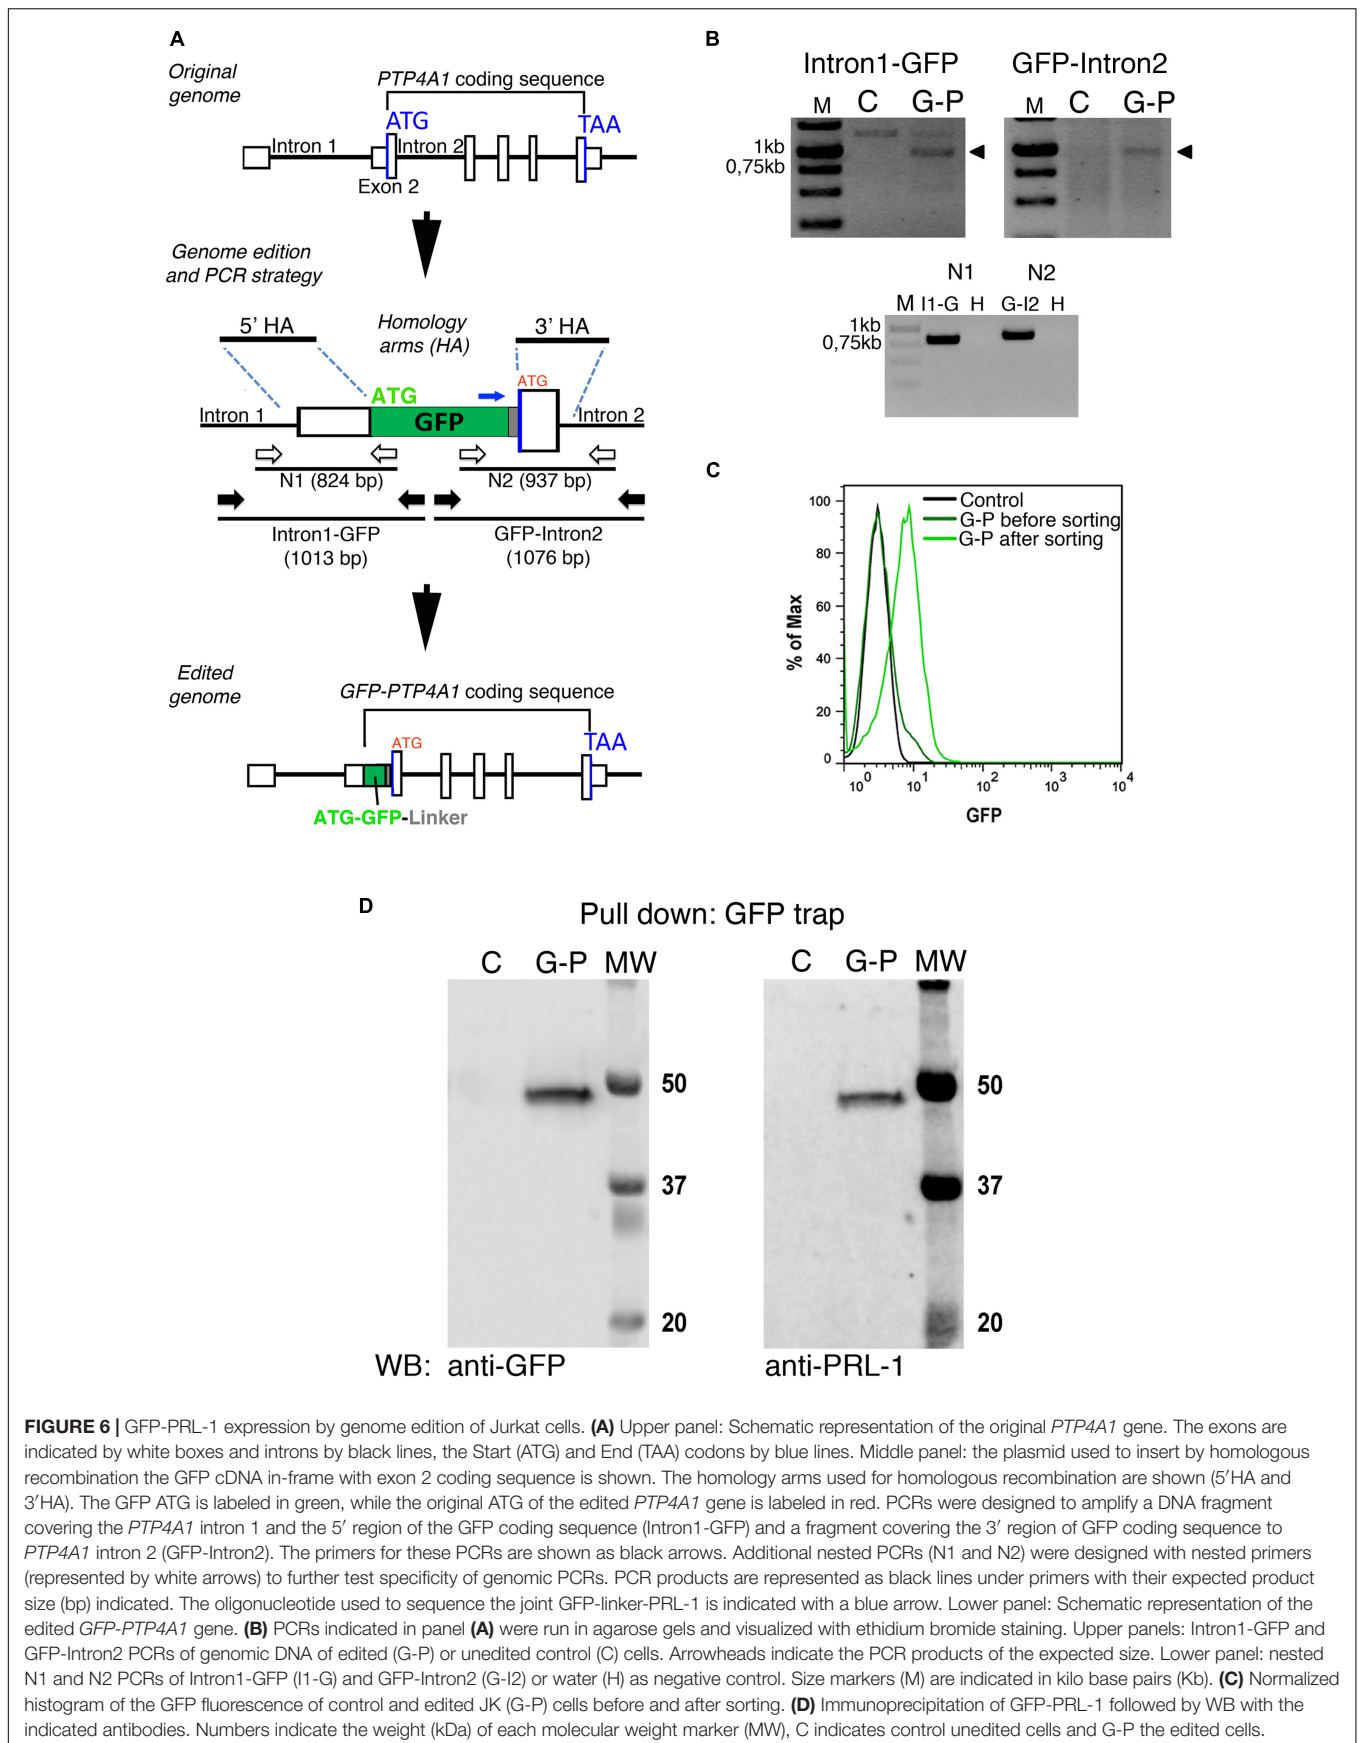 A
Original
genome
PTP4A1 coding sequence
ATG
TAA
Intron 1
Intron 2
Exon 2
Genome edition
and PCR strategy
5' HA
Homology
arms (HA)
3' HA
ATG
ATG
GFP
Intron 1
Intron 2
N1 (824 bp)
N2 (937 bp)
Intron1-GFP
(1013 bp)
GFP-Intron2
(1076 bp)
Edited
genome
GFP-PTP4A1 coding sequence
ATG
TAA
ATG-GFP-Linker
B
Intron1-GFP
GFP-Intron2
M C G-P
M C G-P
1kb
0,75kb
N1 N2
M I1-G H G-I2 H
1kb
0,75kb
C
Control
G-P before sorting
G-P after sorting
100
80
60
40
20
0
% of Max
10^0 10^1 10^2 10^3 10^4
GFP
D
Pull down: GFP trap
C G-P MW
C G-P MW
50
37
20
50
37
20
WB: anti-GFP
anti-PRL-1
FIGURE 6 | GFP-PRL-1 expression by genome edition of Jurkat cells. (A) Upper panel: Schematic representation of the original PTP4A1 gene. The exons are
indicated by white boxes and introns by black lines, the Start (ATG) and End (TAA) codons by blue lines. Middle panel: the plasmid used to insert by homologous
recombination the GFP cDNA in-frame with exon 2 coding sequence is shown. The homology arms used for homologous recombination are shown (5′HA and
3′HA). The GFP ATG is labeled in green, while the original ATG of the edited PTP4A1 gene is labeled in red. PCRs were designed to amplify a DNA fragment
covering the PTP4A1 intron 1 and the 5′ region of the GFP coding sequence (Intron1-GFP) and a fragment covering the 3′ region of GFP coding sequence to
PTP4A1 intron 2 (GFP-Intron2). The primers for these PCRs are shown as black arrows. Additional nested PCRs (N1 and N2) were designed with nested primers
(represented by white arrows) to further test specificity of genomic PCRs. PCR products are represented as black lines under primers with their expected product
size (bp) indicated. The oligonucleotide used to sequence the joint GFP-linker-PRL-1 is indicated with a blue arrow. Lower panel: Schematic representation of the
edited GFP-PTP4A1 gene. (B) PCRs indicated in panel (A) were run in agarose gels and visualized with ethidium bromide staining. Upper panels: Intron1-GFP and
GFP-Intron2 PCRs of genomic DNA of edited (G-P) or unedited control (C) cells. Arrowheads indicate the PCR products of the expected size. Lower panel: nested
N1 and N2 PCRs of Intron1-GFP (I1-G) and GFP-Intron2 (G-I2) or water (H) as negative control. Size markers (M) are indicated in kilo base pairs (Kb). (C) Normalized
histogram of the GFP fluorescence of control and edited JK (G-P) cells before and after sorting. (D) Immunoprecipitation of GFP-PRL-1 followed by WB with the
indicated antibodies. Numbers indicate the weight (kDa) of each molecular weight marker (MW), C indicates control unedited cells and G-P the edited cells.